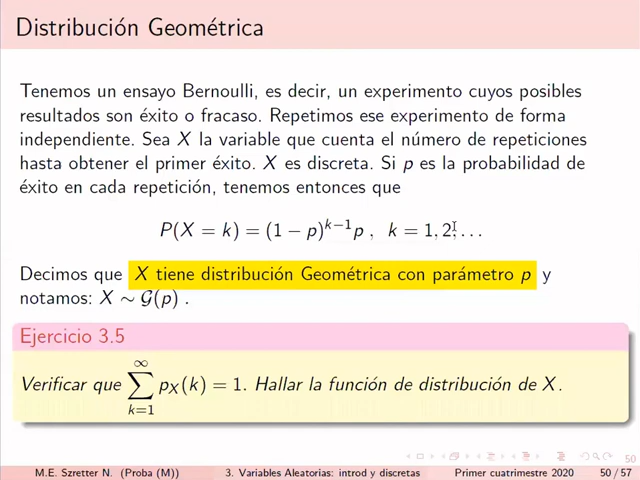 Distribución Geométrica
Tenemos un ensayo Bernoulli, es decir, un experimento cuyos posibles
resultados son éxito o fracaso. Repetimos ese experimento de forma
independiente. Sea X la variable que cuenta el número de repeticiones
hasta obtener el primer éxito. X es discreta. Si p es la probabilidad de
éxito en cada repetición, tenemos entonces que
P(X = k) = (1 − p)^{k−1}p , k = 1, 2, . . .
Decimos que X tiene distribución Geométrica con parámetro p y
notamos: X ∼ 𝒢(p) .
Ejercicio 3.5
Verificar que ∑_{k=1}^{∞} p_X(k) = 1. Hallar la función de distribución de X.
50
M.E. Szretter N. (Proba (M)) 3. Variables Aleatorias: introd y discretas Primer cuatrimestre 2020 50 / 57